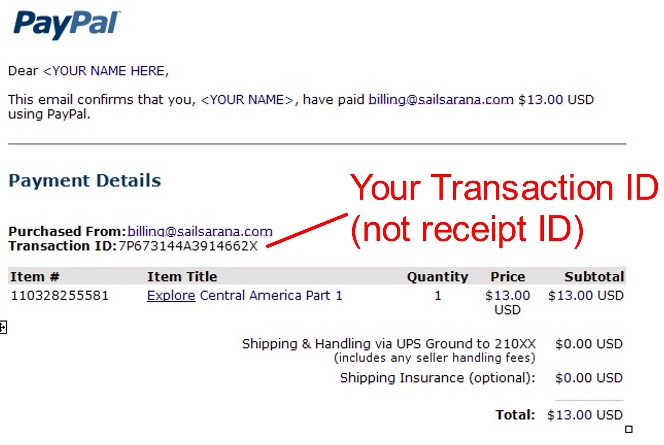 PayPal
Dear <YOUR NAME HERE,
This email confirms that you, <YOUR NAME>, have paid billing@sailsarana.com $13.00 USD
using PayPal.
Payment Details
Your Transaction ID
(not receipt ID)
Purchased From:billing@sailsarana.com
Transaction ID:7P673144A3914662X
Item # Item Title Quantity Price Subtotal
110328255581 Explore Central America Part 1 1 $13.00 USD $13.00 USD
Shipping & Handling via UPS Ground to 210XX $0.00 USD
(includes any seller handling fees)
Shipping Insurance (optional): $0.00 USD
Total: $13.00 USD